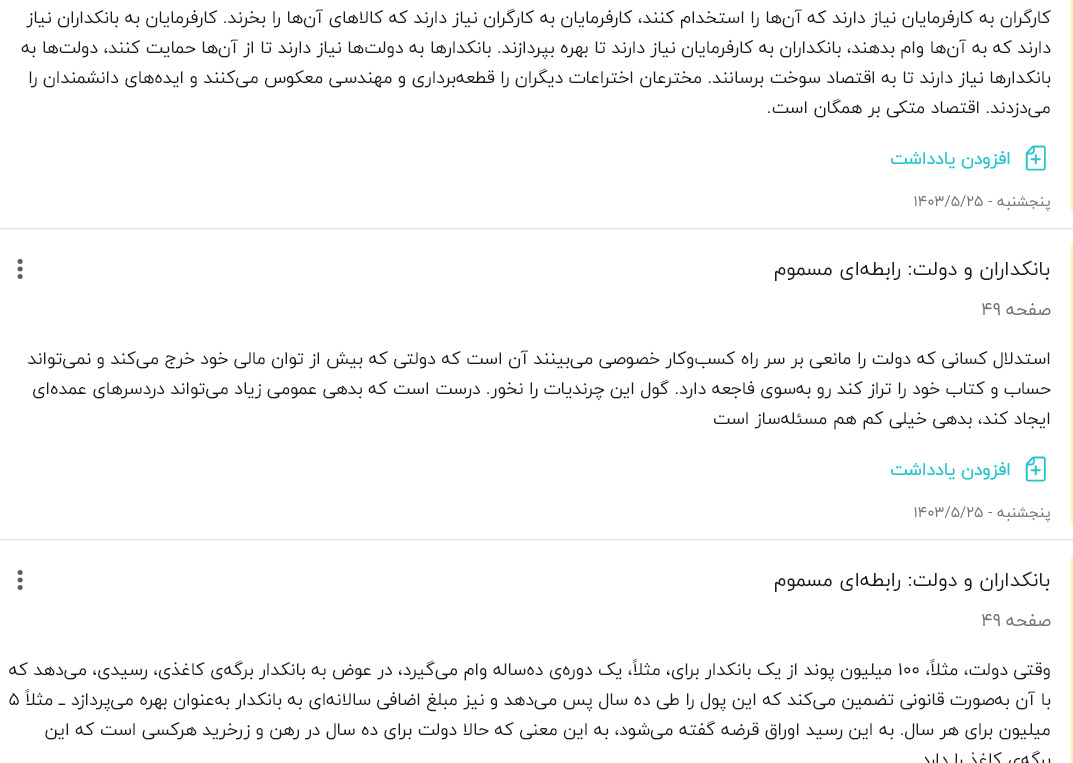 کارگران به کارفرمایان نیاز دارند که آن‌ها را استخدام کنند، کارفرمایان به کارگران نیاز دارند که کالاهای آن‌ها را بخرند. کارفرمایان به بانکداران نیاز
دارند که به آن‌ها وام بدهند، بانکداران به کارفرمایان نیاز دارند تا بهره بپردازند. بانکدارها به دولت‌ها نیاز دارند تا از آن‌ها حمایت کنند، دولت‌ها به
بانکدارها نیاز دارند تا به اقتصاد سوخت برسانند. مخترعان اختراعات دیگران را قطعه‌برداری و مهندسی معکوس می‌کنند و ایده‌های دانشمندان را
می‌دزدند. اقتصاد متکی بر همگان است.
افزودن یادداشت
پنجشنبه - ۱۴۰۳/۵/۲۵
بانکداران و دولت: رابطه‌ای مسموم
صفحه ۴۹
استدلال کسانی که دولت را مانعی بر سر راه کسب‌وکار خصوصی می‌بینند آن است که دولتی که بیش از توان مالی خود خرج می‌کند و نمی‌تواند
حساب و کتاب خود را تراز کند رو به‌سوی فاجعه دارد. گول این چرندیات را نخور. درست است که بدهی عمومی زیاد می‌تواند دردسرهای عمده‌ای
ایجاد کند، بدهی خیلی کم هم مسئله‌ساز است
افزودن یادداشت
پنجشنبه - ۱۴۰۳/۵/۲۵
بانکداران و دولت: رابطه‌ای مسموم
صفحه ۴۹
وقتی دولت، مثلاً، ۱۰۰ میلیون پوند از یک بانکدار برای، مثلاً، یک دوره‌ی ده‌ساله وام می‌گیرد، در عوض به بانکدار برگه‌ی کاغذی، رسیدی، می‌دهد که
با آن به‌صورت قانونی تضمین می‌کند که این پول را طی ده سال پس می‌دهد و نیز مبلغ اضافی سالانه‌ای به بانکدار به‌عنوان بهره می‌پردازد ـ مثلاً ۵
میلیون برای هر سال. به این رسید اوراق قرضه گفته می‌شود، به این معنی که حالا دولت برای ده سال در رهن و زرخرید هرکسی است که این
برگه‌ی کاغذ را دارد